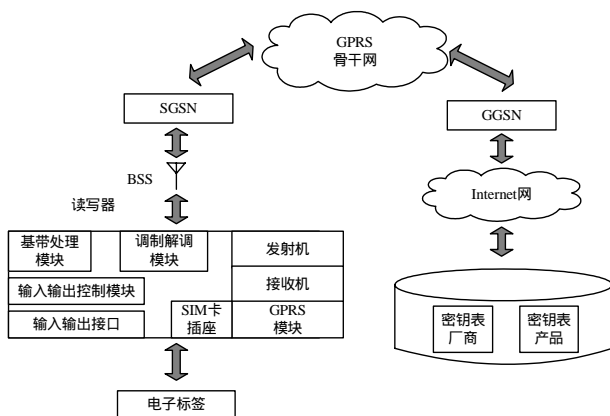 GPRS
骨干网
SGSN
GGSN
BSS
Internet网
读写器
基带处理
模块
调制解调
模块
发射机
输入输出控制模块
接收机
输入输出接口
SIM卡
插座
GPRS
模块
密钥表
厂商
密钥表
产品
电子标签